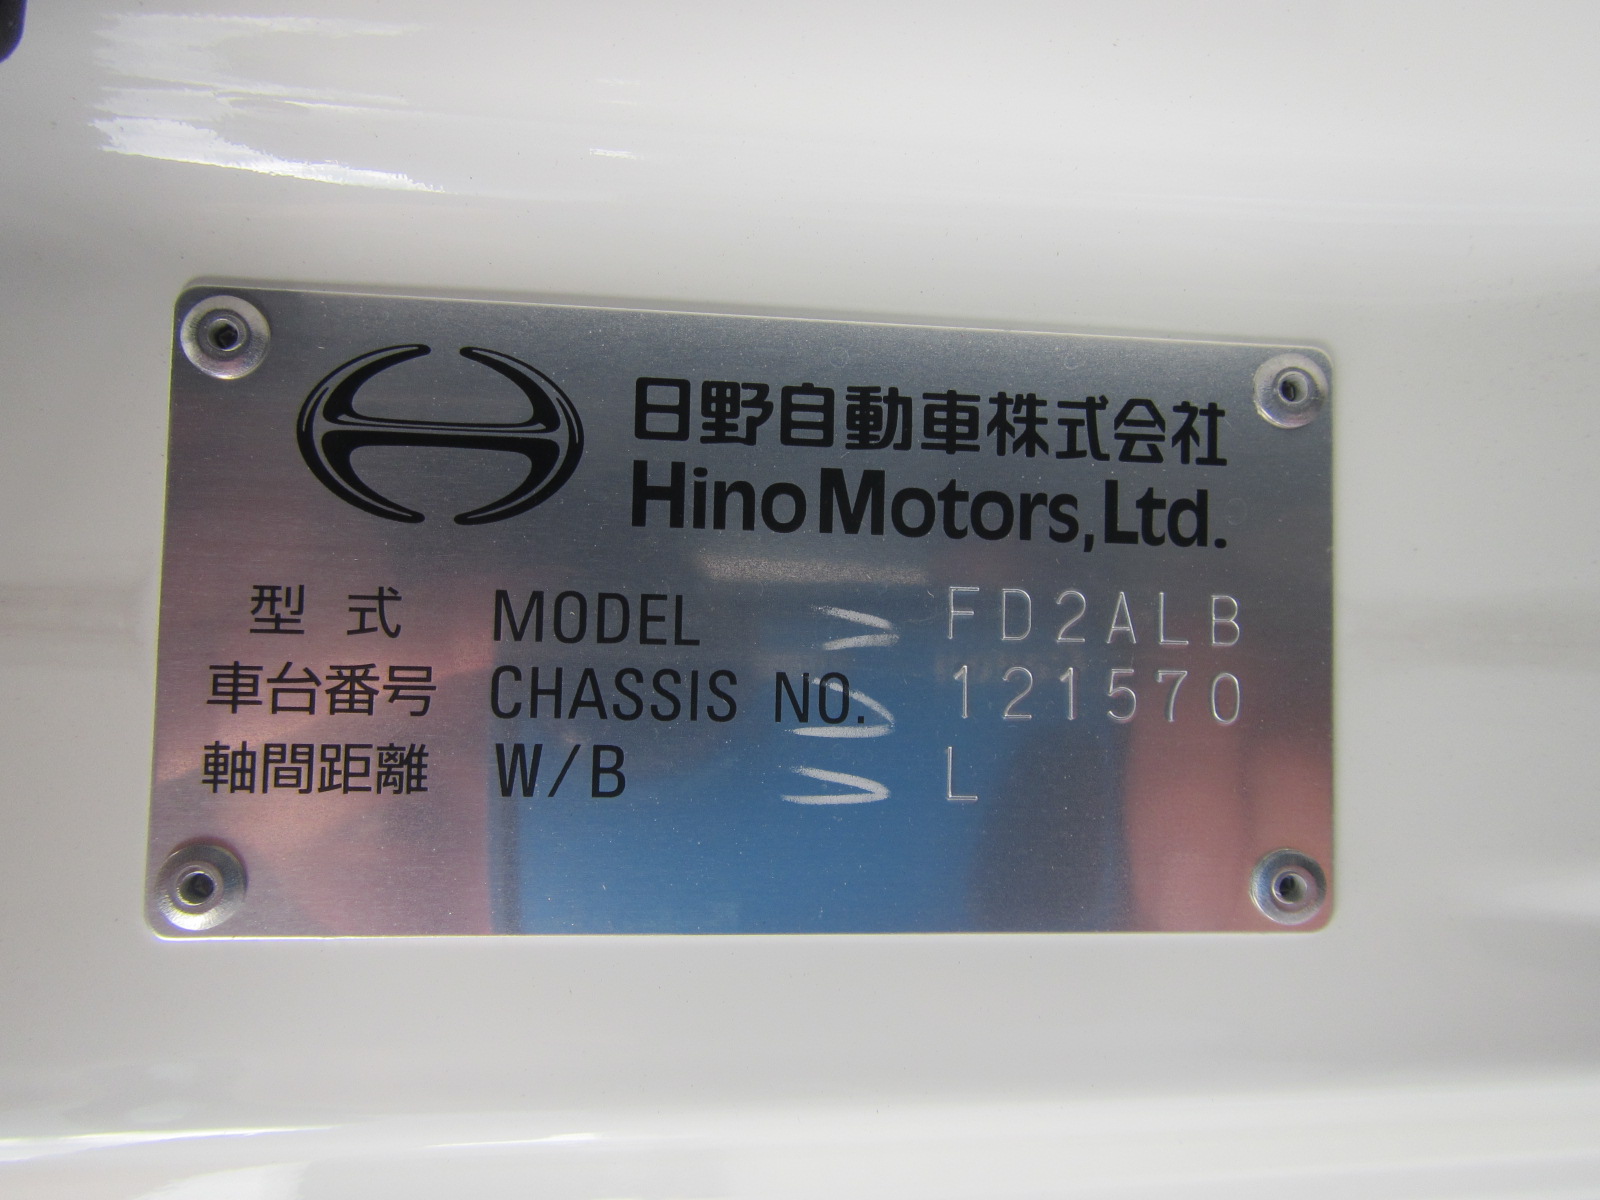 日野自動車株式会社
Hino Motors, Ltd.
型式 MODEL FD2ALB
車台番号 CHASSIS NO. 121570
軸間距離 W/B L